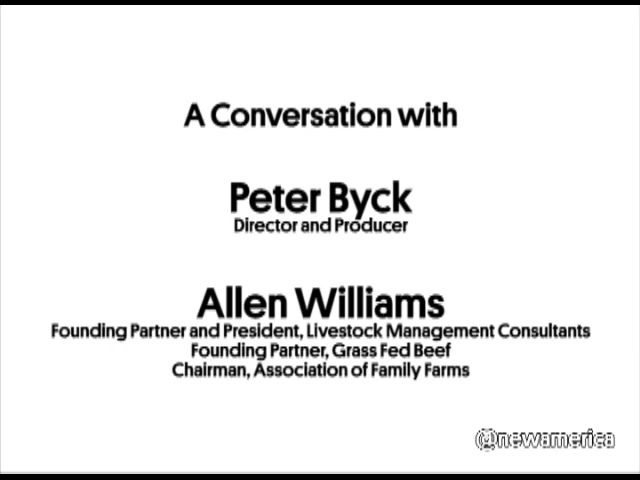 A Conversation with
Peter Byck
Director and Producer
Allen Williams
Founding Partner and President, Livestock Management Consultants
Founding Partner, Grass Fed Beef
Chairman, Association of Family Farms
@newamerica